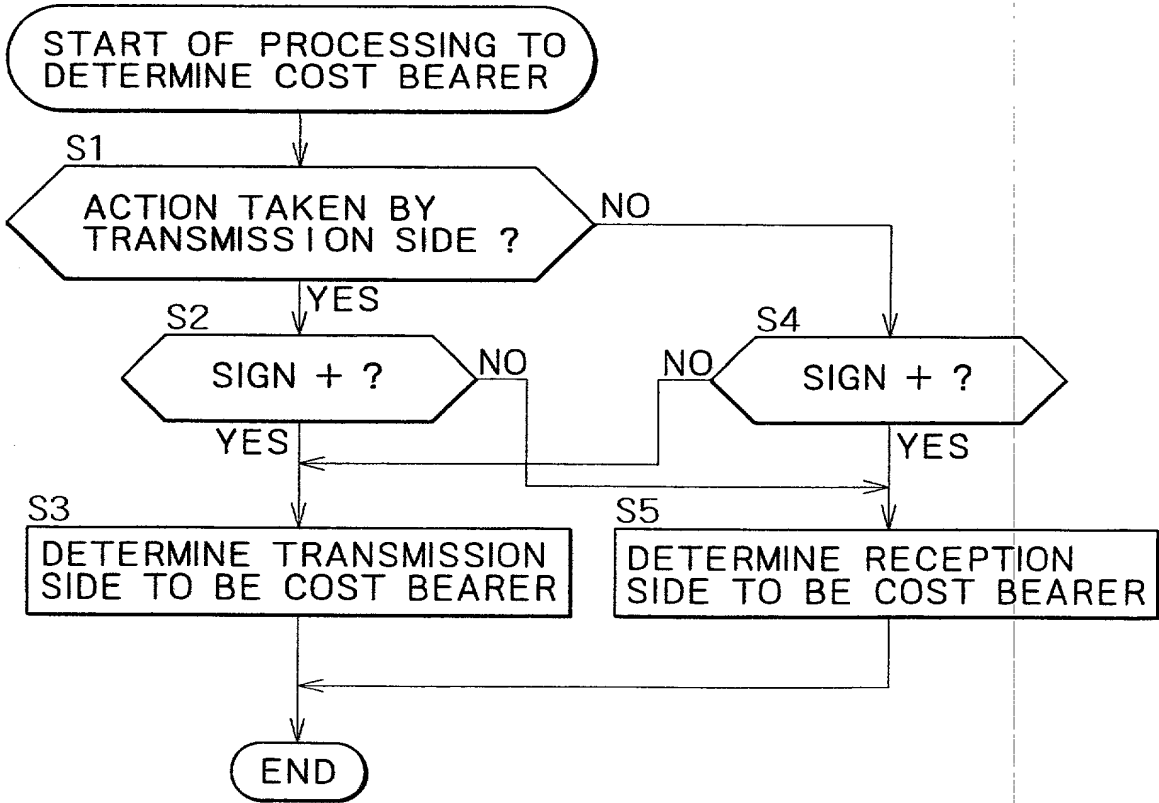 START OF PROCESSING TO
DETERMINE COST BEARER
S1
ACTION TAKEN BY
TRANSMISSION SIDE ?
NO
YES
S2
SIGN + ?
NO
YES
S4
SIGN + ?
NO
YES
S3
DETERMINE TRANSMISSION
SIDE TO BE COST BEARER
S5
DETERMINE RECEPTION
SIDE TO BE COST BEARER
END